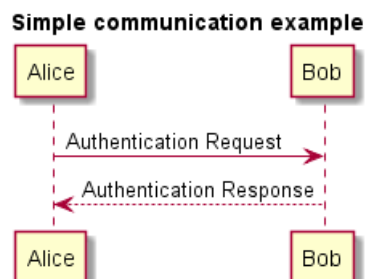 Simple communication example
Alice Bob
Authentication Request
Authentication Response
Alice Bob